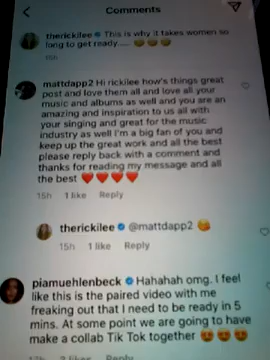 Comments
therickilee This is why it takes women so
long to get ready..... 😂😂😂
15h
mattdapp2 Hi rickilee how's things great
post and love them all and love all your
music and albums as well and you are an
amazing and inspiration to us all with
your singing and great for the music
industry as well I'm a big fan of you and
keep up the great work and all the best
please reply back with a comment and
thanks for reading my message and all
the best ❤️❤️❤️❤️
15h 1 like Reply
therickilee @mattdapp2 😘
15h 1 like Reply
piamuehlenbeck Hahahah omg. I feel
like this is the paired video with me
freaking out that I need to be ready in 5
mins. At some point we are going to have
make a collab Tik Tok together 😍😍😍
Reply